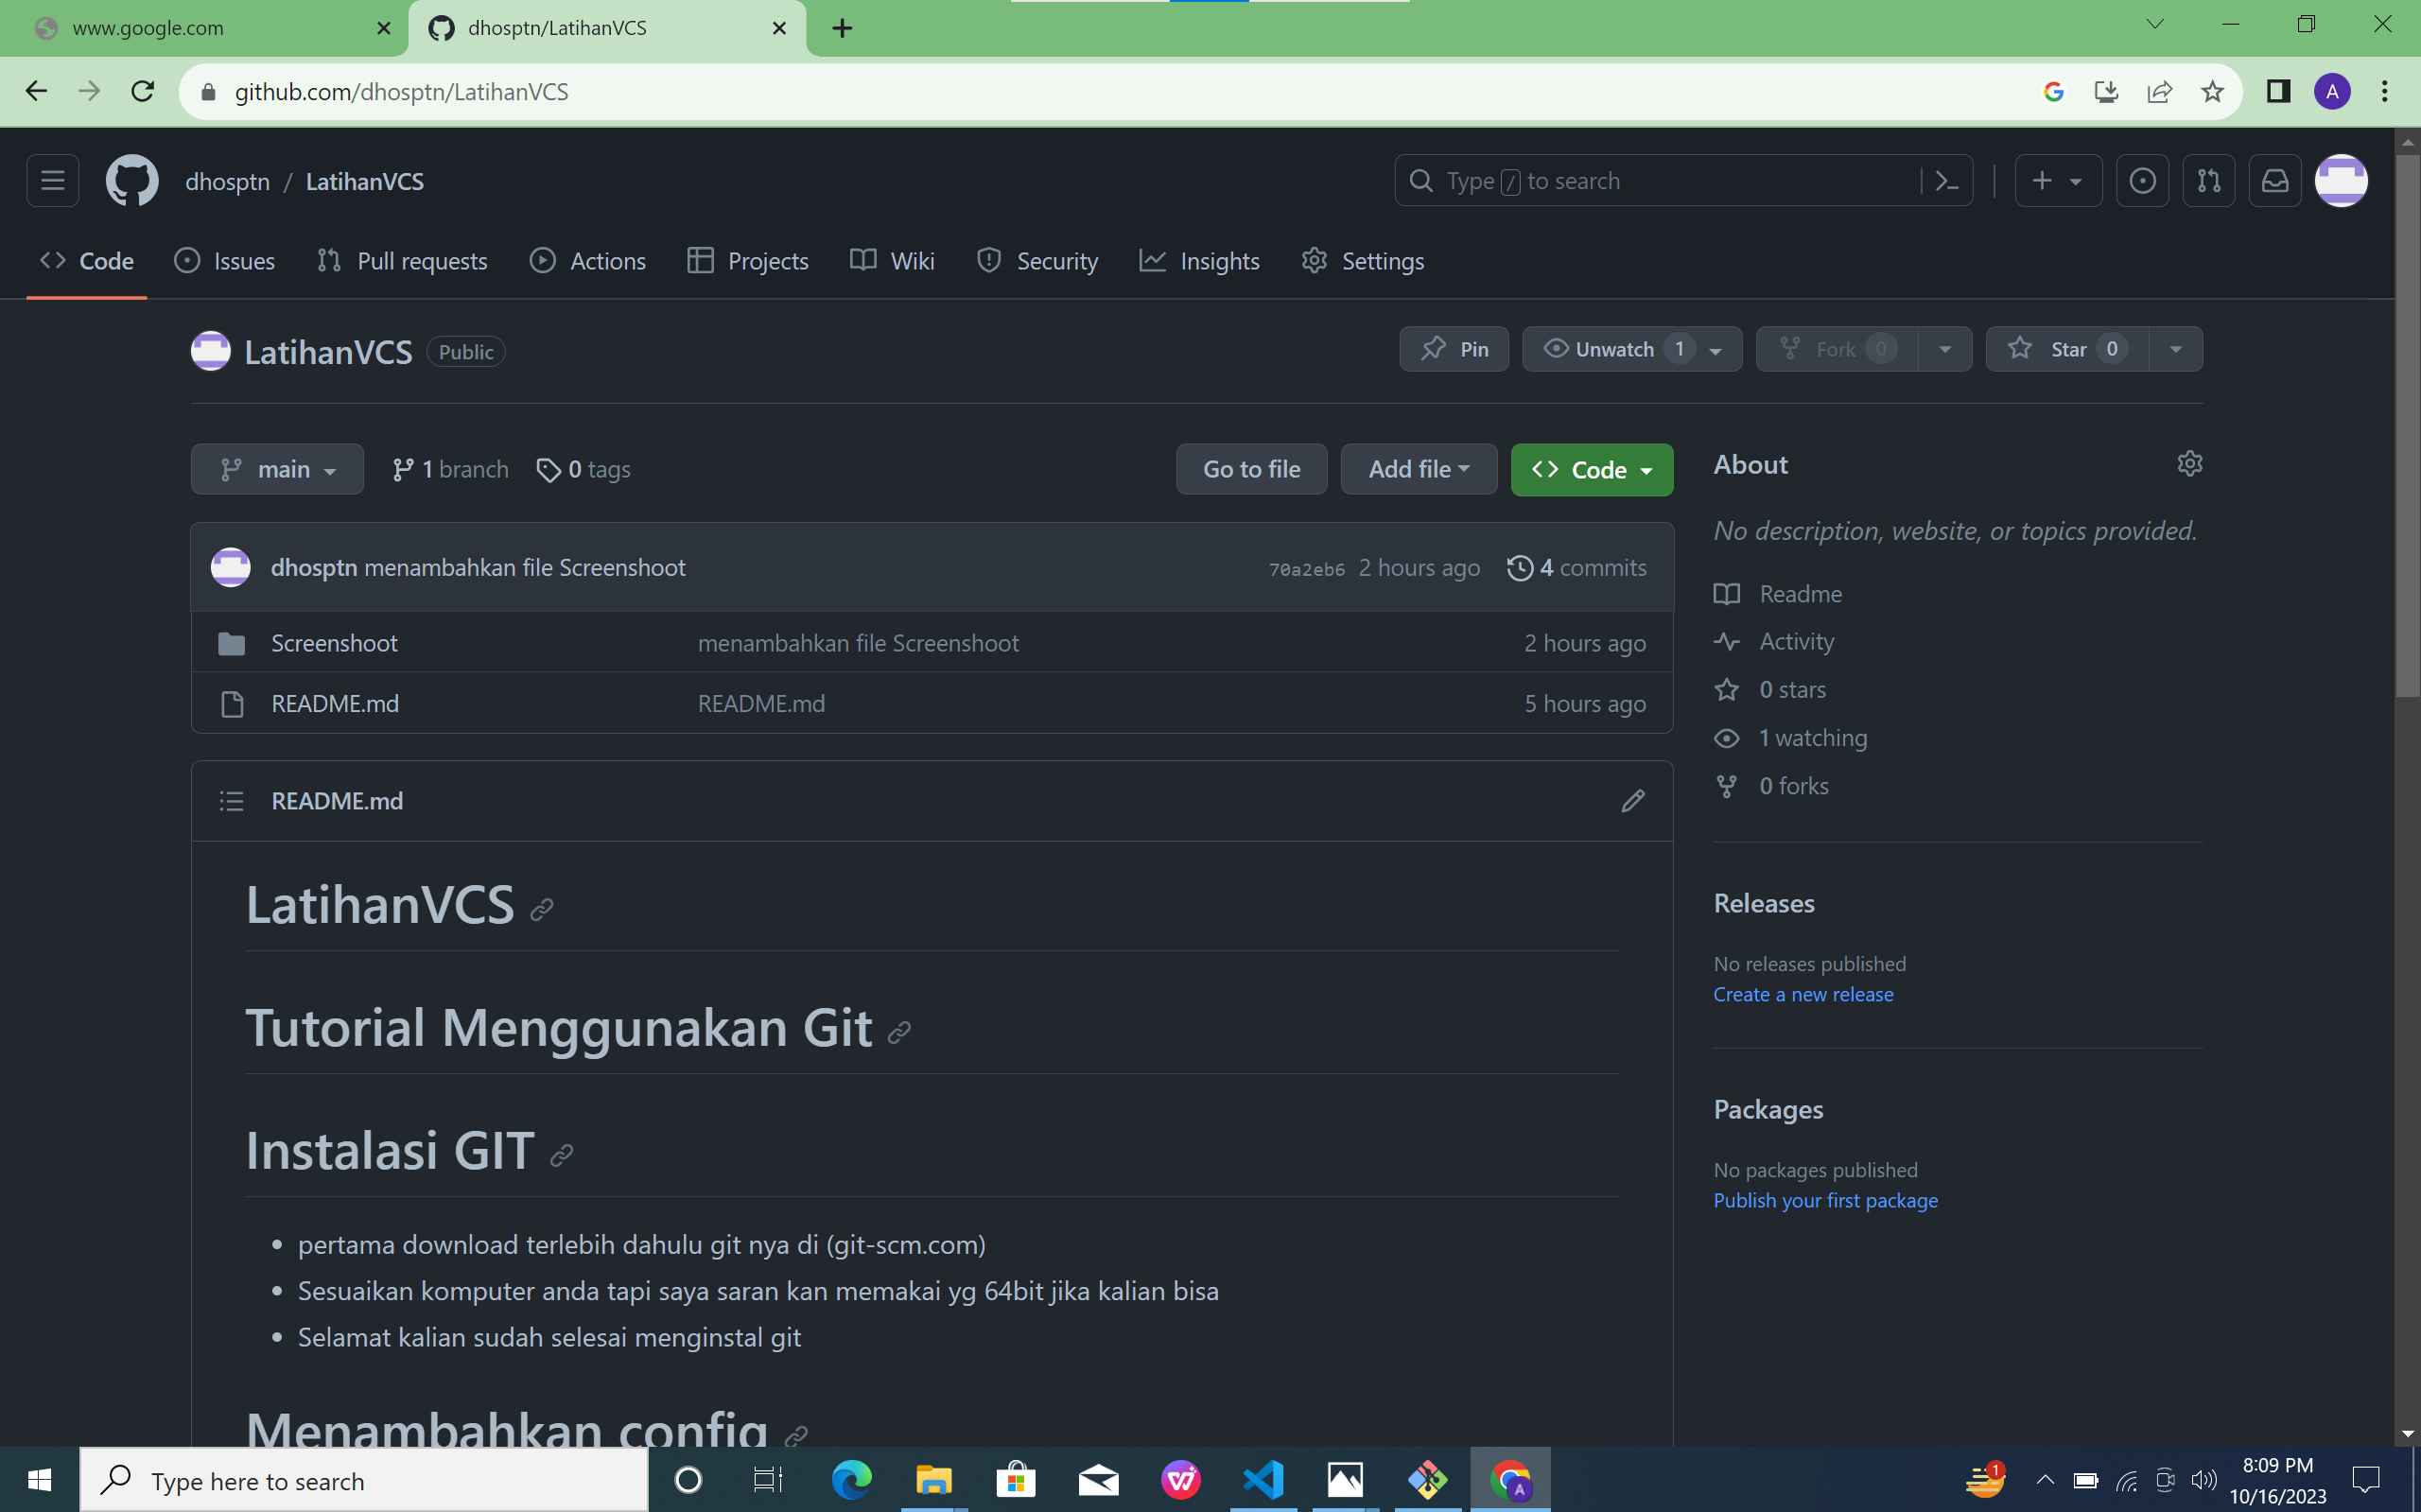 www.google.com
dhosptn/LatihanVCS
github.com/dhosptn/LatihanVCS
A
dhosptn / LatihanVCS
Type / to search
Code Issues Pull requests Actions Projects Wiki Security Insights Settings
LatihanVCS Public
Pin Unwatch 1 Fork 0 Star 0
main 1 branch 0 tags Go to file Add file Code
About
No description, website, or topics provided.
dhosptn menambahkan file Screenshoot 70a2eb6 2 hours ago 4 commits
Screenshoot menambahkan file Screenshoot 2 hours ago
README.md README.md 5 hours ago
Readme
Activity
0 stars
1 watching
0 forks
README.md
LatihanVCS
Tutorial Menggunakan Git
Instalasi GIT
pertama download terlebih dahulu git nya di (git-scm.com)
Sesuaikan komputer anda tapi saya saran kan memakai yg 64bit jika kalian bisa
Selamat kalian sudah selesai menginstal git
Menambahkan config
Releases
No releases published
Create a new release
Packages
No packages published
Publish your first package
Type here to search
W
A
1
8:09 PM
10/16/2023